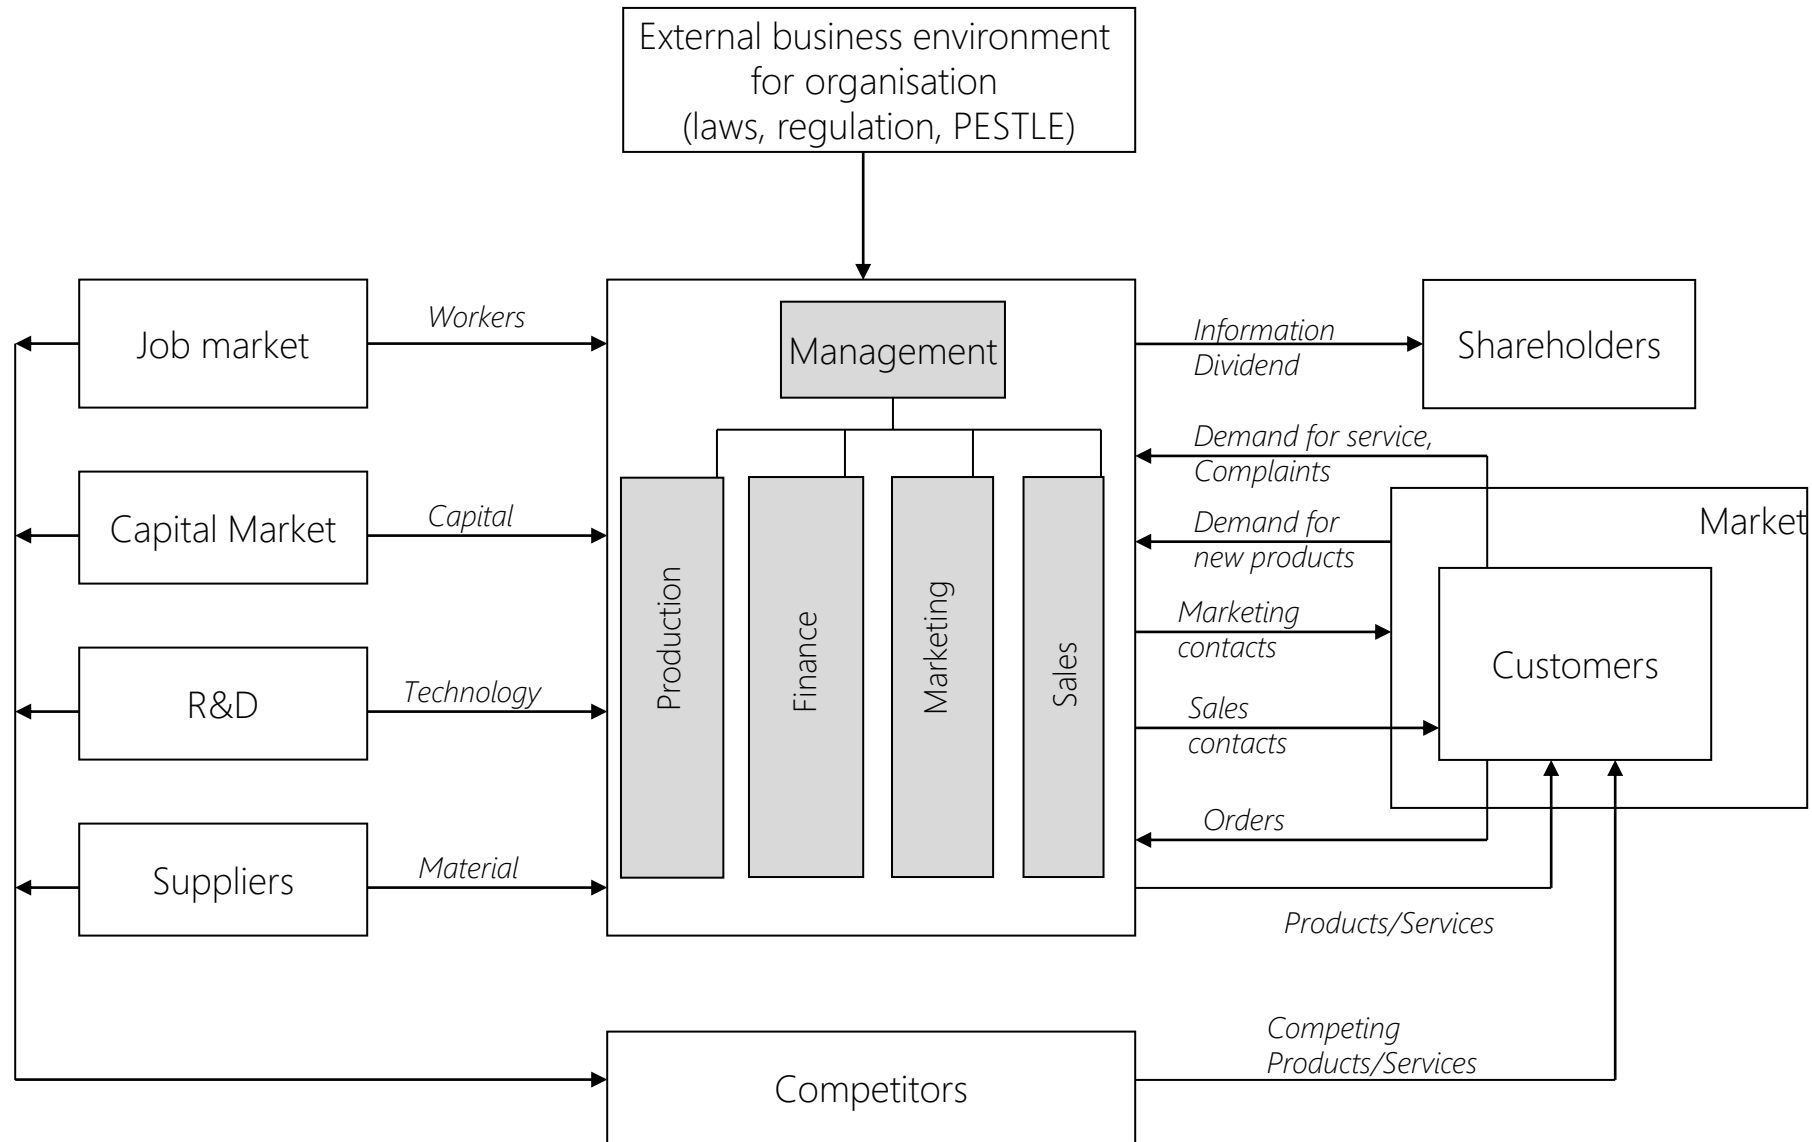 External business environment
for organisation
(laws, regulation, PESTLE)
Job market
Workers
Management
Information
Dividend
Shareholders
Demand for service,
Complaints
Capital Market
Capital
Demand for
new products
Market
Production
Finance
Marketing
Sales
Marketing
contacts
Customers
R&D
Technology
Sales
contacts
Suppliers
Material
Orders
Products/Services
Competing
Products/Services
Competitors